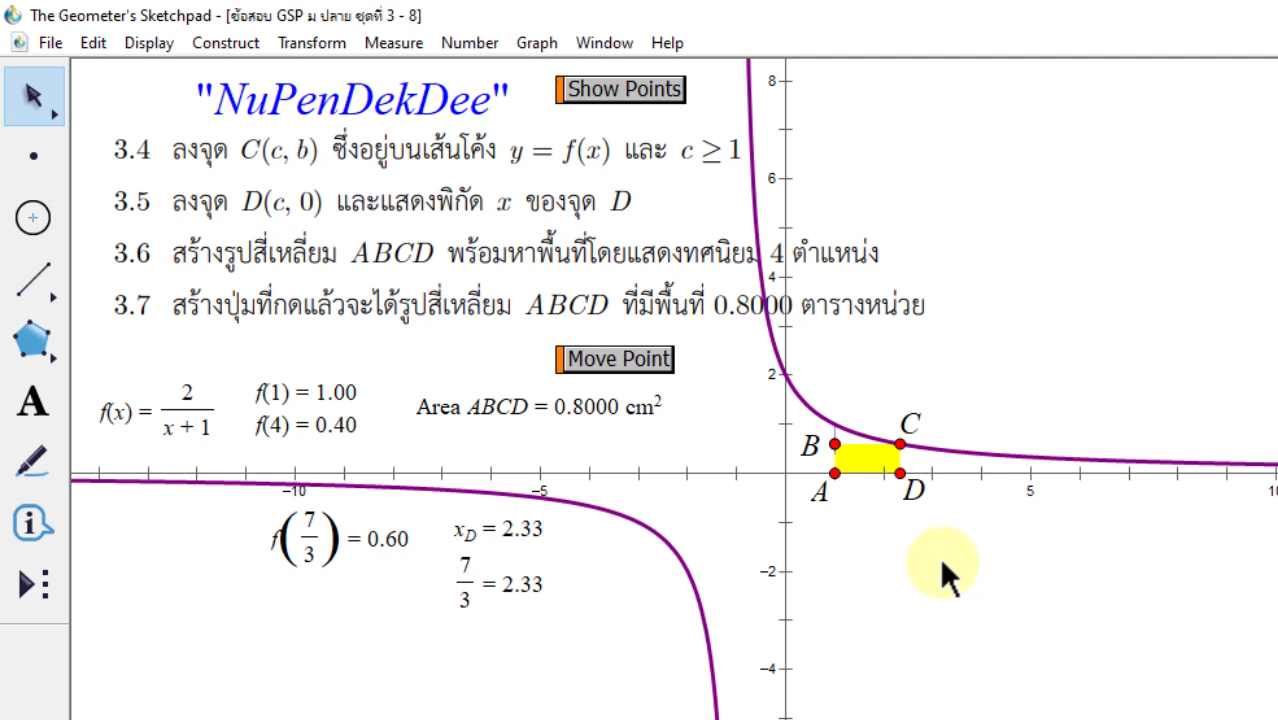 The Geometer's Sketchpad - [ข้อสอบ GSP ม ปลาย ชุดที่ 3 - 8]
File Edit Display Construct Transform Measure Number Graph Window Help
"NuPenDekDee"
Show Points
3.4 ลงจุด C(c, b) ซึ่งอยู่บนเส้นโค้ง y = f(x) และ c ≥ 1
3.5 ลงจุด D(c, 0) และแสดงพิกัด x ของจุด D
3.6 สร้างรูปสี่เหลี่ยม ABCD พร้อมหาพื้นที่โดยแสดงทศนิยม 4 ตำแหน่ง
3.7 สร้างปุ่มที่กดแล้วจะได้รูปสี่เหลี่ยม ABCD ที่มีพื้นที่ 0.8000 ตารางหน่วย
Move Point
f(x) = 2/(x + 1)
f(1) = 1.00
f(4) = 0.40
Area ABCD = 0.8000 cm²
f(7/3) = 0.60
x_D = 2.33
7/3 = 2.33
8
6
4
2
-2
-4
-10
-5
5
10
B
C
A
D
A